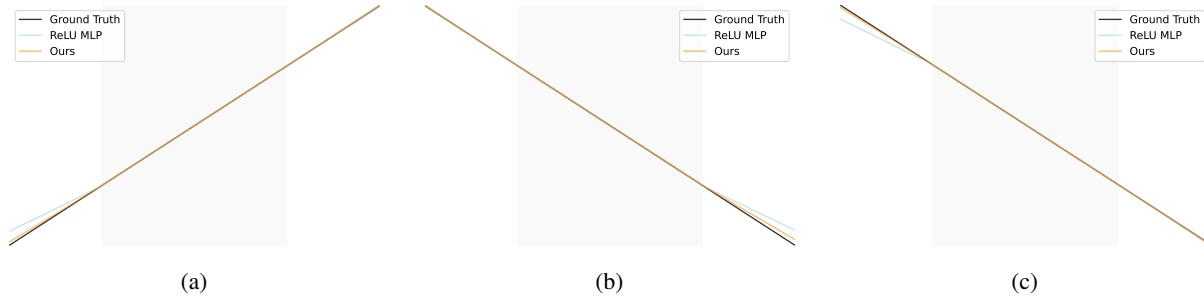 Ground Truth
ReLU MLP
Ours
Ground Truth
ReLU MLP
Ours
Ground Truth
ReLU MLP
Ours
(a)
(b)
(c)